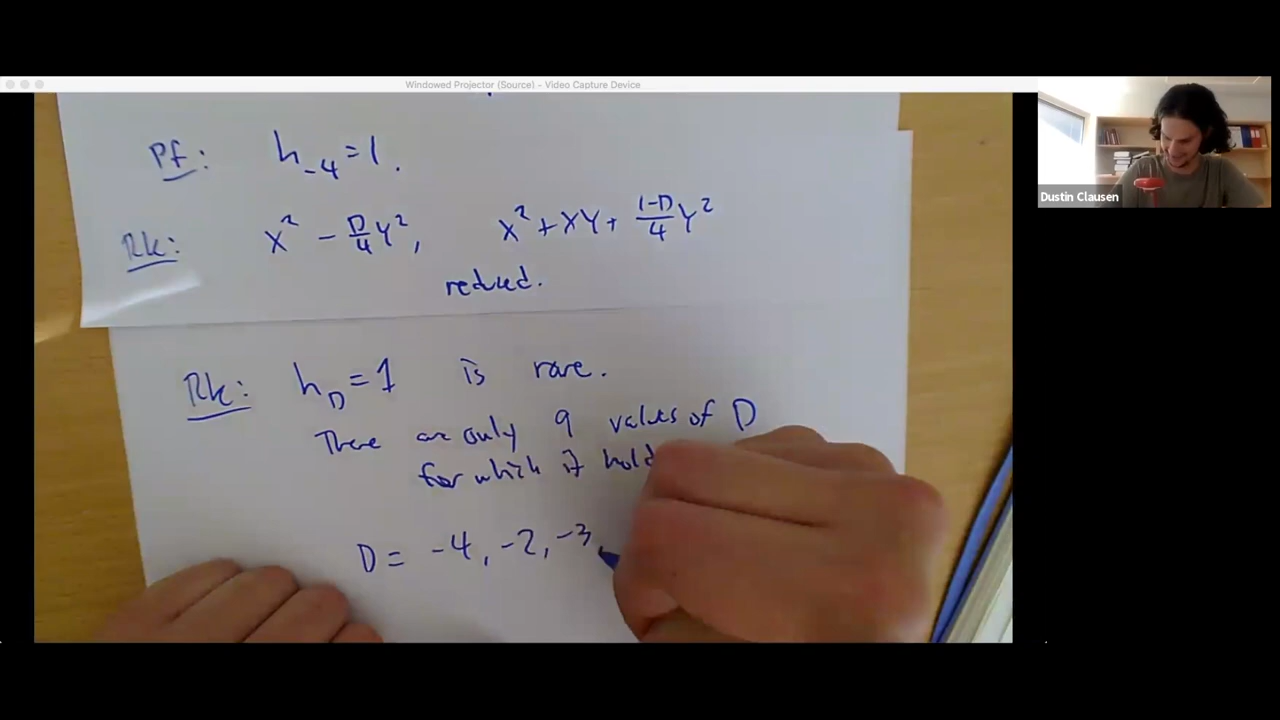 Windowed Projector (Source) - Video Capture Device
Pf: h₋₄ = 1.
Rk: X² - D/4 Y², X² + XY + (1-D)/4 Y²
reduced.
Dustin Clausen
Rk: h_D = 1 is rare.
There are only 9 values of D
for which it hold
D = -4, -2, -3,